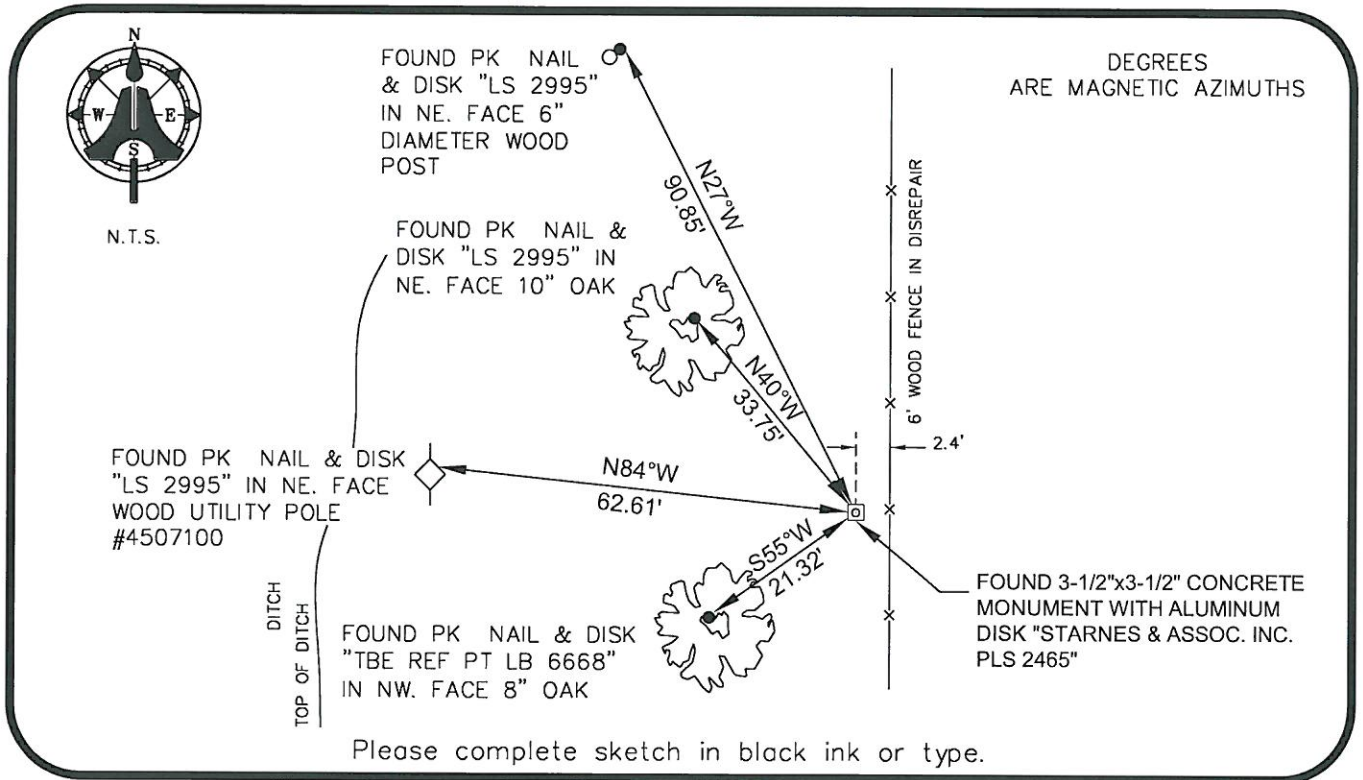 N
W
E
S
N.T.S.
FOUND PK NAIL
& DISK "LS 2995"
IN NE. FACE 6"
DIAMETER WOOD
POST
DEGREES
ARE MAGNETIC AZIMUTHS
N27°W
90.85'
6' WOOD FENCE IN DISREPAIR
FOUND PK NAIL &
DISK "LS 2995" IN
NE. FACE 10" OAK
N40°W
33.75'
2.4'
FOUND PK NAIL & DISK
"LS 2995" IN NE. FACE
WOOD UTILITY POLE
#4507100
N84°W
62.61'
S55°W
21.32'
DITCH
TOP OF DITCH
FOUND PK NAIL & DISK
"TBE REF PT LB 6668"
IN NW. FACE 8" OAK
FOUND 3-1/2"x3-1/2" CONCRETE
MONUMENT WITH ALUMINUM
DISK "STARNES & ASSOC. INC.
PLS 2465"
Please complete sketch in black ink or type.